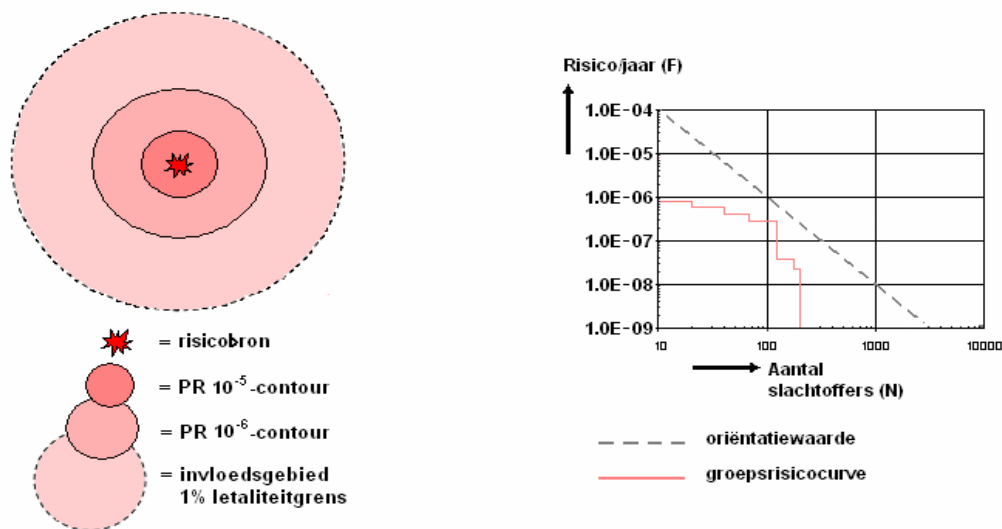 = risicobron
= PR 10⁻⁵-contour
= PR 10⁻⁶-contour
= invloedsgebied
1% letaliteitgrens
Risico/jaar (F)
1.0E-04
1.0E-05
1.0E-06
1.0E-07
1.0E-08
1.0E-09
10 100 1000 10000
Aantal
slachtoffers (N)
oriëntatiewaarde
groepsrisicocurve